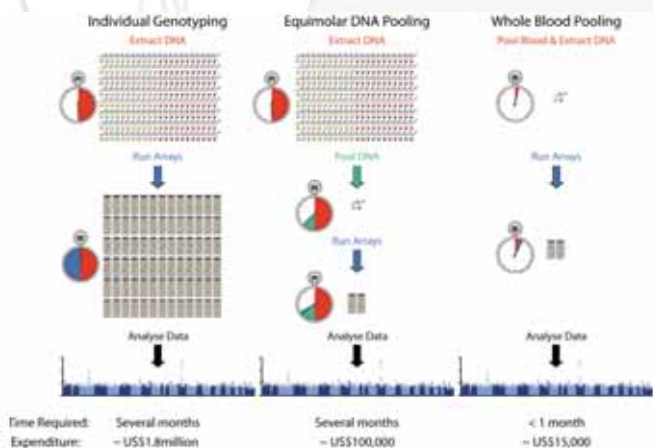 Individual Genotyping
Extract DNA
Run Arrays
Analyse Data
Equimolar DNA Pooling
Extract DNA
Pool DNA
Run Arrays
Analyse Data
Whole Blood Pooling
Pool Blood & Extract DNA
Run Arrays
Analyse Data
Time Required: Several months Several months < 1 month
Expenditure: ~ US$1.8million ~ US$100,000 ~ US$15,000